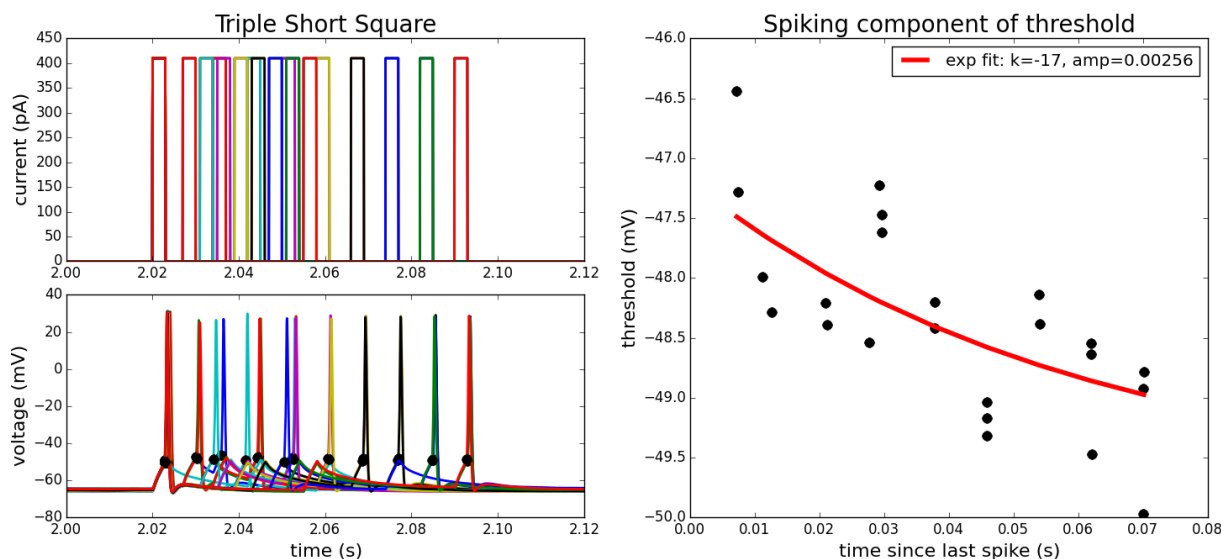 Triple Short Square
450
400
350
300
250
200
150
100
50
0
current (pA)
2.00 2.02 2.04 2.06 2.08 2.10 2.12
40
20
0
−20
−40
−60
−80
voltage (mV)
2.00 2.02 2.04 2.06 2.08 2.10 2.12
time (s)
Spiking component of threshold
exp fit: k=-17, amp=0.00256
−46.0
−46.5
−47.0
−47.5
−48.0
−48.5
−49.0
−49.5
−50.0
threshold (mV)
0.00 0.01 0.02 0.03 0.04 0.05 0.06 0.07 0.08
time since last spike (s)